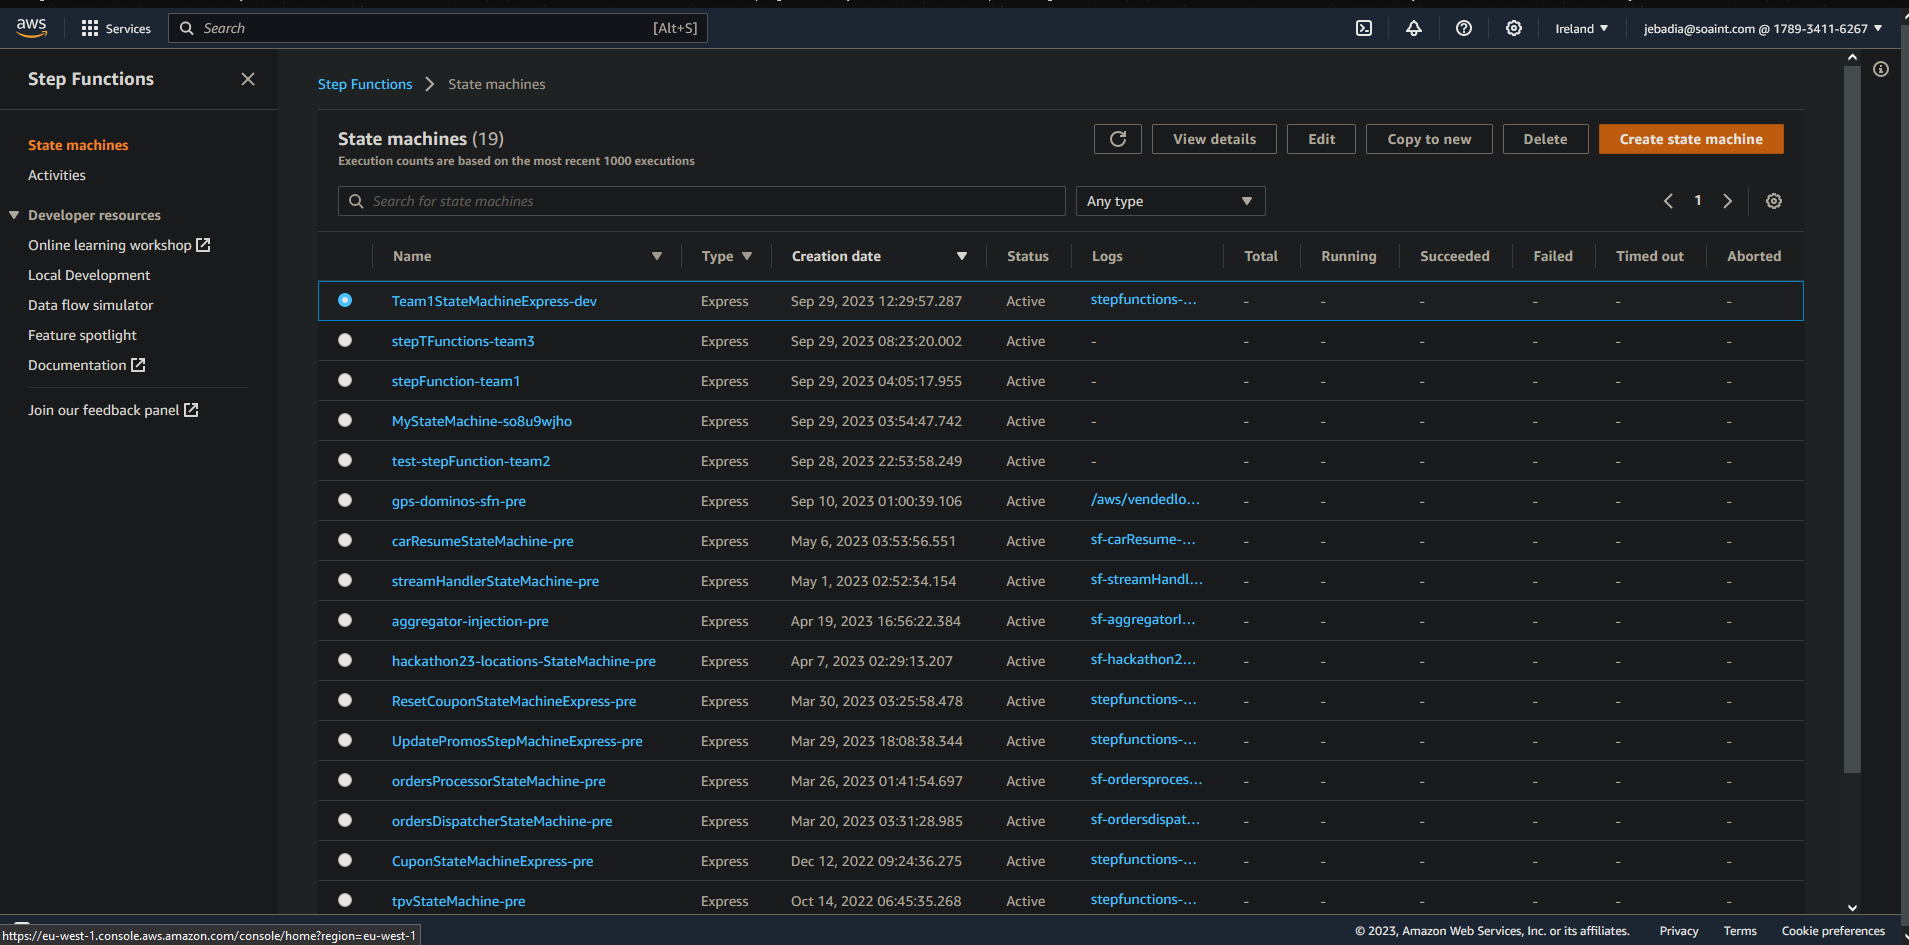 aws
Services
Search
[Alt+S]
Ireland
jebadia@soaint.com @ 1789-3411-6267
Step Functions
State machines
Activities
Developer resources
Online learning workshop
Local Development
Data flow simulator
Feature spotlight
Documentation
Join our feedback panel
Step Functions State machines
State machines (19)
Execution counts are based on the most recent 1000 executions
View details
Edit
Copy to new
Delete
Create state machine
Search for state machines
Any type
1
Name Type Creation date Status Logs Total Running Succeeded Failed Timed out Aborted
Team1StateMachineExpress-dev Express Sep 29, 2023 12:29:57.287 Active stepfunctions-... - - - - - -
stepTFunctions-team3 Express Sep 29, 2023 08:23:20.002 Active - - - - - - -
stepFunction-team1 Express Sep 29, 2023 04:05:17.955 Active - - - - - - -
MyStateMachine-so8u9wjho Express Sep 29, 2023 03:54:47.742 Active - - - - - - -
test-stepFunction-team2 Express Sep 28, 2023 22:53:58.249 Active - - - - - - -
gps-dominos-sfn-pre Express Sep 10, 2023 01:00:39.106 Active /aws/vendedlo... - - - - - -
carResumeStateMachine-pre Express May 6, 2023 03:53:56.551 Active sf-carResume-... - - - - - -
streamHandlerStateMachine-pre Express May 1, 2023 02:52:34.154 Active sf-streamHandl... - - - - - -
aggregator-injection-pre Express Apr 19, 2023 16:56:22.384 Active sf-aggregatorI... - - - - - -
hackathon23-locations-StateMachine-pre Express Apr 7, 2023 02:29:13.207 Active sf-hackathon2... - - - - - -
ResetCouponStateMachineExpress-pre Express Mar 30, 2023 03:25:58.478 Active stepfunctions-... - - - - - -
UpdatePromosStepMachineExpress-pre Express Mar 29, 2023 18:08:38.344 Active stepfunctions-... - - - - - -
ordersProcessorStateMachine-pre Express Mar 26, 2023 01:41:54.697 Active sf-ordersproces... - - - - - -
ordersDispatcherStateMachine-pre Express Mar 20, 2023 03:31:28.985 Active sf-ordersdispat... - - - - - -
CuponStateMachineExpress-pre Express Dec 12, 2022 09:24:36.275 Active stepfunctions-... - - - - - -
tpvStateMachine-pre Express Oct 14, 2022 06:45:35.268 Active stepfunctions-... - - - - - -
https://eu-west-1.console.aws.amazon.com/console/home?region=eu-west-1
© 2023, Amazon Web Services, Inc. or its affiliates. Privacy Terms Cookie preferences